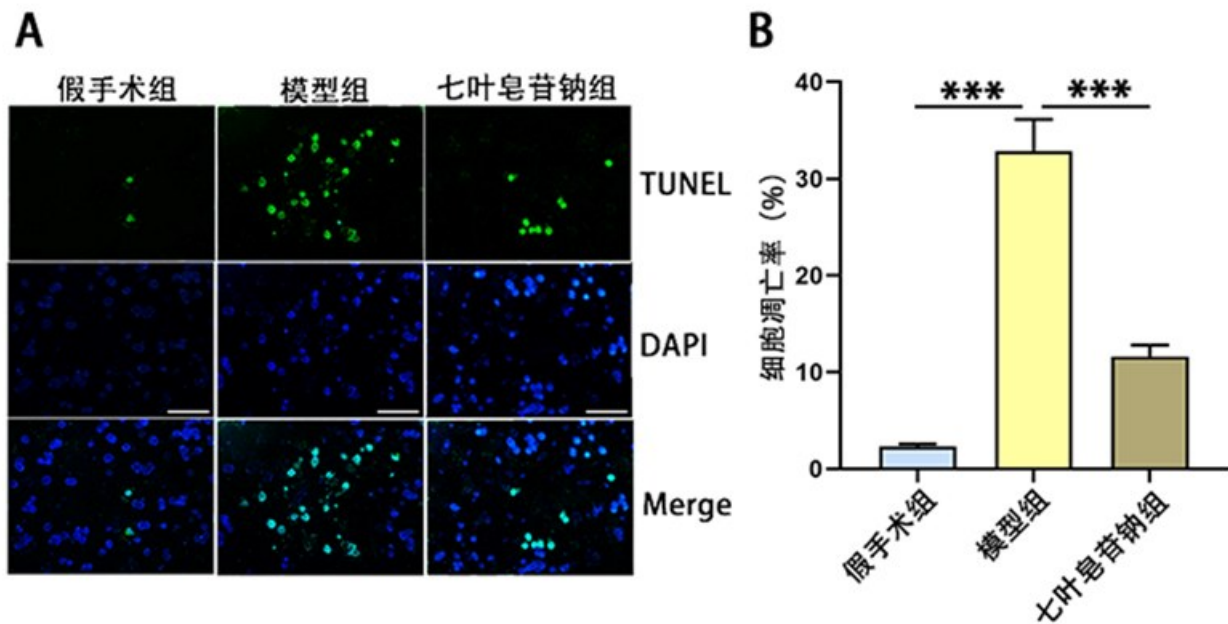 A
假手术组 模型组 七叶皂苷钠组
TUNEL
DAPI
Merge
B
细胞凋亡率 (%)
40
30
20
10
0
*** ***
假手术组
模型组
七叶皂苷钠组